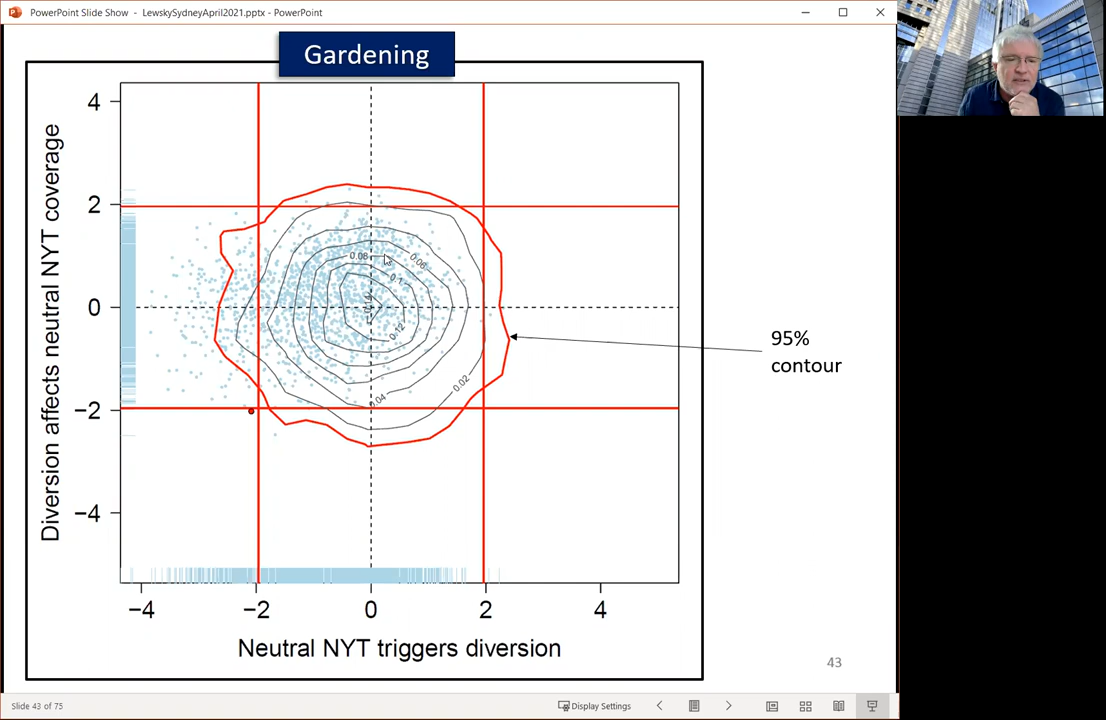 PowerPoint Slide Show - LewskySydneyApril2021.pptx - PowerPoint
Gardening
Diversion affects neutral NYT coverage
4
2
0
−2
−4
0.08
0.06
0.1
0.14
0.12
0.04
0.02
95%
contour
−4
−2
0
2
4
Neutral NYT triggers diversion
43
Slide 43 of 75
Display Settings